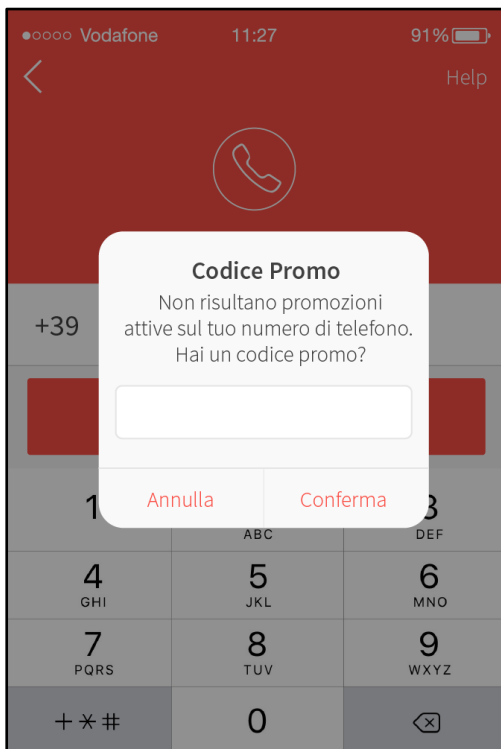 Vodafone 11:27 91%
Help
Codice Promo
Non risultano promozioni
attive sul tuo numero di telefono.
Hai un codice promo?
+39
Annulla Conferma
1 3
ABC DEF
4 5 6
GHI JKL MNO
7 8 9
PQRS TUV WXYZ
+*# 0